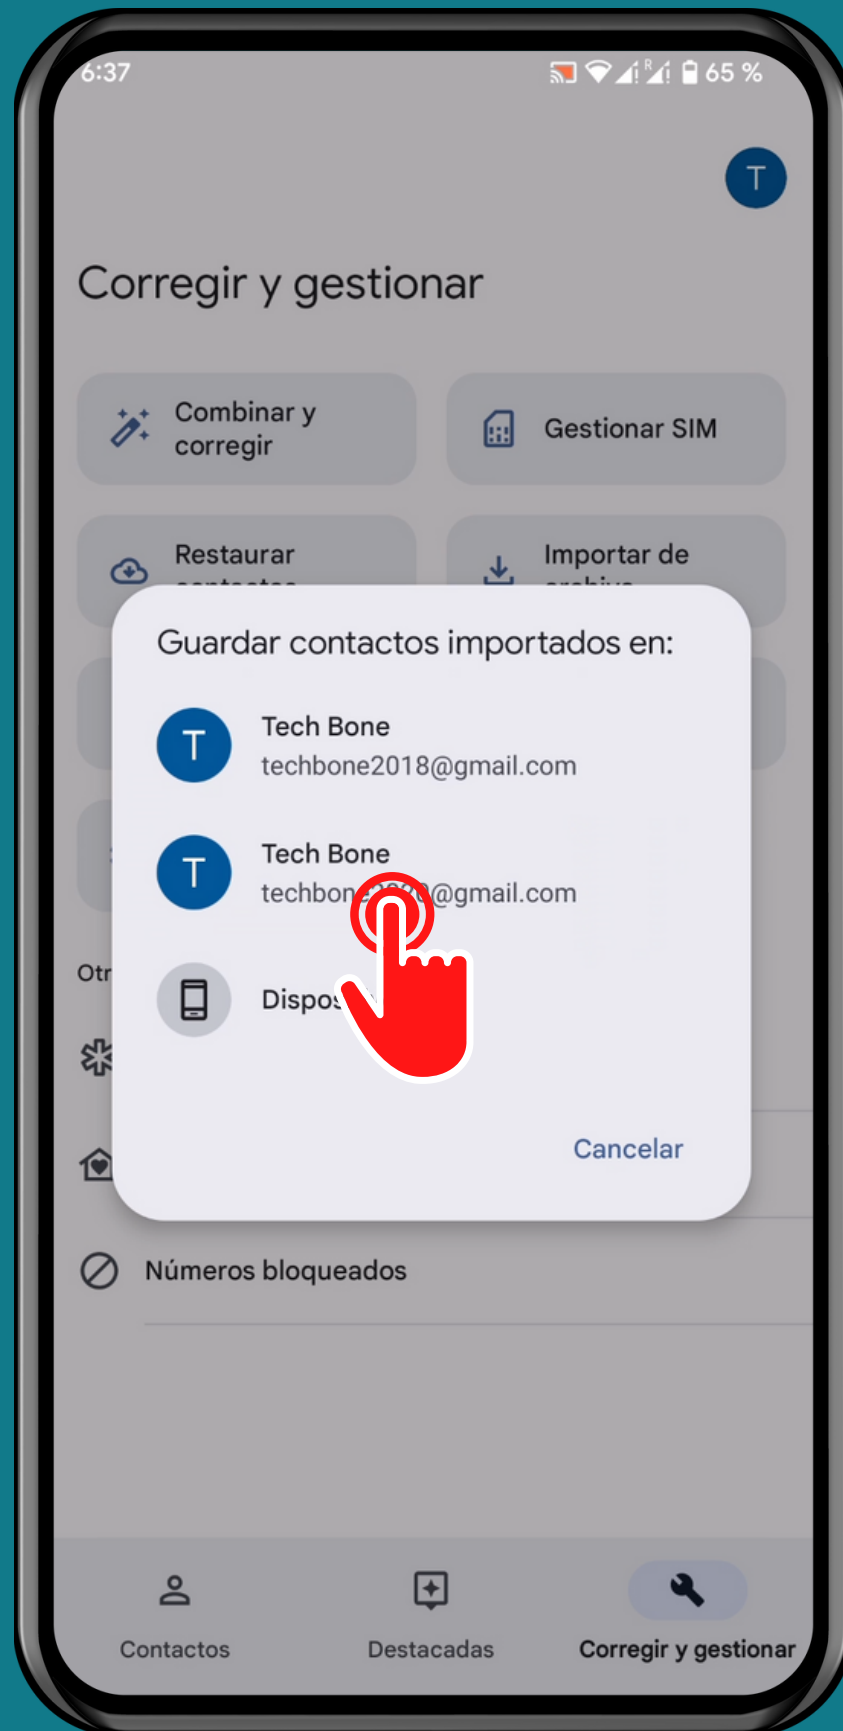 6:37
R
65 %
T
Corregir y gestionar
Combinar y
corregir
Gestionar SIM
Restaurar
Importar de
Guardar contactos importados en:
T
Tech Bone
techbone2018@gmail.com
T
Tech Bone
@gmail.com
Cancelar
Números bloqueados
Contactos
Destacadas
Corregir y gestionar